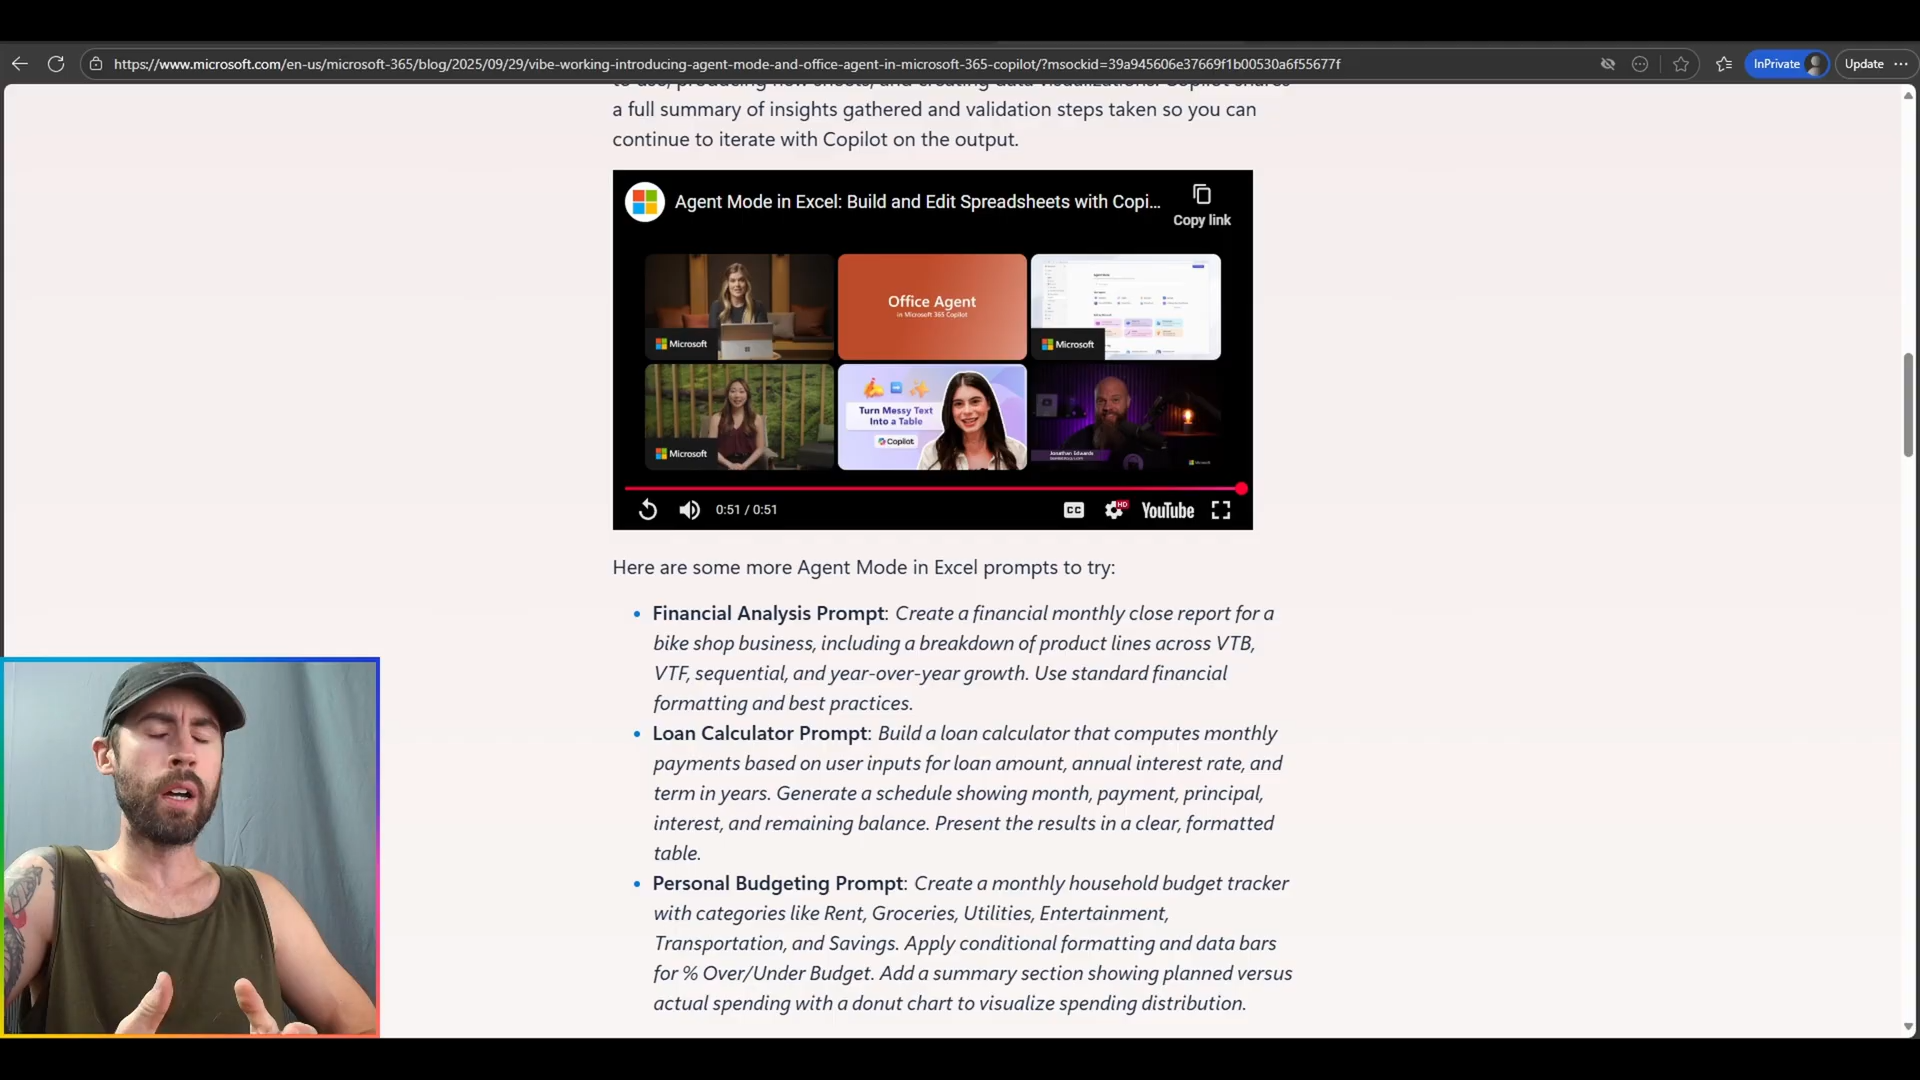 https://www.microsoft.com/en-us/microsoft-365/blog/2025/09/29/vibe-working-introducing-agent-mode-and-office-agent-in-microsoft-365-copilot/?msockid=39a945606e37669f1b00530a6f55677f
InPrivate
Update
a full summary of insights gathered and validation steps taken so you can
continue to iterate with Copilot on the output.
Agent Mode in Excel: Build and Edit Spreadsheets with Copi...
Copy link
Office Agent
in Microsoft 365 Copilot
Microsoft
Microsoft
Turn Messy Text
Into a Table
Copilot
Microsoft
Jonathan Edwards
0:51 / 0:51
CC
HD
YouTube
Here are some more Agent Mode in Excel prompts to try:
• Financial Analysis Prompt: Create a financial monthly close report for a
bike shop business, including a breakdown of product lines across VTB,
VTF, sequential, and year-over-year growth. Use standard financial
formatting and best practices.
• Loan Calculator Prompt: Build a loan calculator that computes monthly
payments based on user inputs for loan amount, annual interest rate, and
term in years. Generate a schedule showing month, payment, principal,
interest, and remaining balance. Present the results in a clear, formatted
table.
• Personal Budgeting Prompt: Create a monthly household budget tracker
with categories like Rent, Groceries, Utilities, Entertainment,
Transportation, and Savings. Apply conditional formatting and data bars
for % Over/Under Budget. Add a summary section showing planned versus
actual spending with a donut chart to visualize spending distribution.